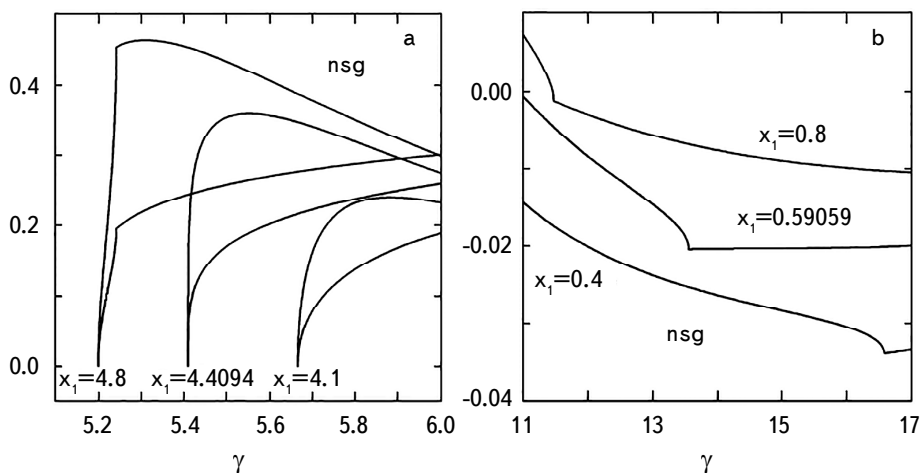 a
nsg
0.4
0.2
0.0
x₁=4.8
x₁=4.4094
x₁=4.1
5.2
5.4
5.6
5.8
6.0
γ
b
0.00
-0.02
-0.04
x₁=0.8
x₁=0.59059
x₁=0.4
nsg
11
13
15
17
γ